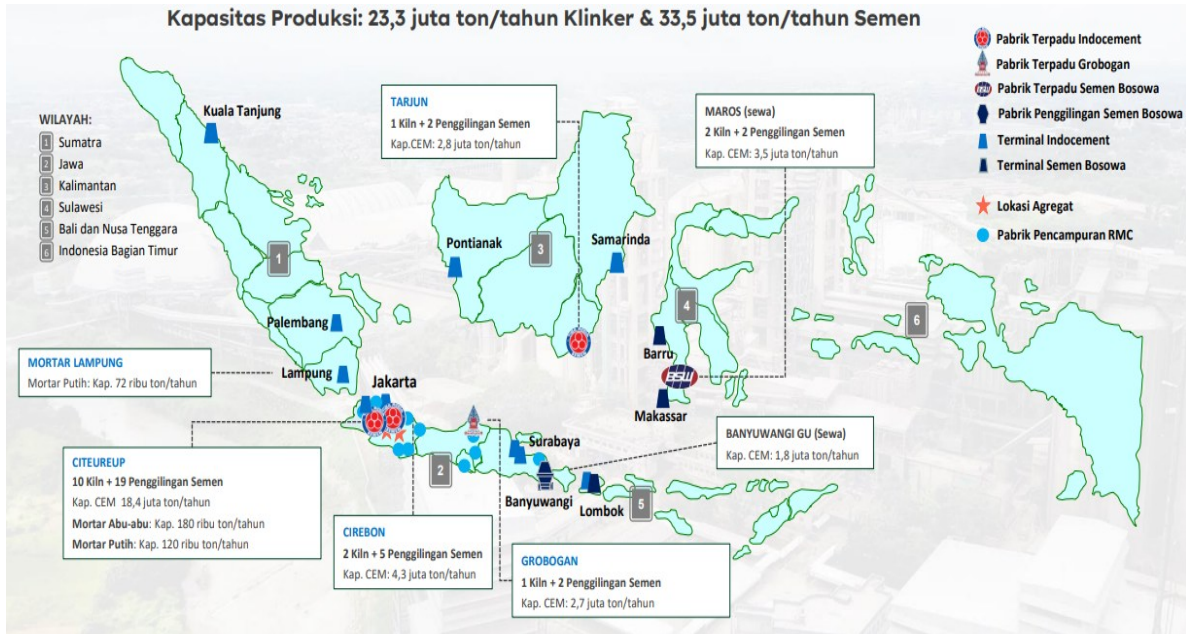 Kapasitas Produksi: 23,3 juta ton/tahun Klinker & 33,5 juta ton/tahun Semen
WILAYAH:
1 Sumatra
2 Jawa
3 Kalimantan
4 Sulawesi
5 Bali dan Nusa Tenggara
6 Indonesia Bagian Timur
Kuala Tanjung
TARJUN
1 Kiln + 2 Penggilingan Semen
Kap.CEM: 2,8 juta ton/tahun
MAROS (sewa)
2 Kiln + 2 Penggilingan Semen
Kap. CEM: 3,5 juta ton/tahun
Pabrik Terpadu Indocement
Pabrik Terpadu Grobogan
BSW
Pabrik Terpadu Semen Bosowa
Pabrik Penggilingan Semen Bosowa
Terminal Indocement
Terminal Semen Bosowa
Lokasi Agregat
Pabrik Pencampuran RMC
1
Pontianak
3
Samarinda
4
6
Palembang
Lampung
Barru
BSW
Makassar
MORTAR LAMPUNG
Mortar Putih: Kap. 72 ribu ton/tahun
Jakarta
2
Surabaya
Banyuwangi
Lombok
5
BANYUWANGI GU (Sewa)
Kap. CEM: 1,8 juta ton/tahun
CITEUREUP
10 Kiln + 19 Penggilingan Semen
Kap. CEM 18,4 juta ton/tahun
Mortar Abu-abu: Kap. 180 ribu ton/tahun
Mortar Putih: Kap. 120 ribu ton/tahun
CIREBON
2 Kiln + 5 Penggilingan Semen
Kap. CEM: 4,3 juta ton/tahun
GROBOGAN
1 Kiln + 2 Penggilingan Semen
Kap. CEM: 2,7 juta ton/tahun